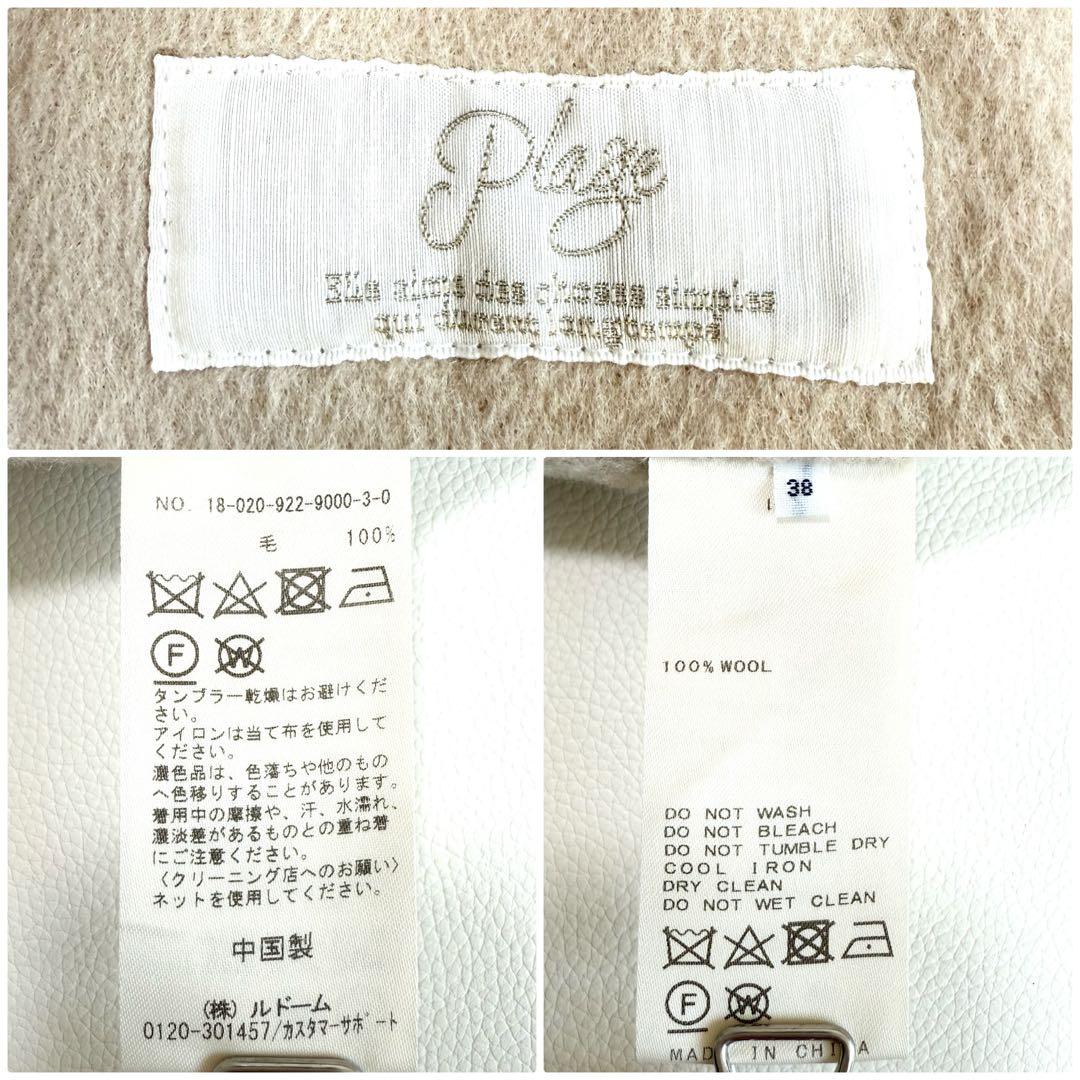 Plage
Elle aime des choses simples
qui durent longtemps
NO. 18-020-922-9000-3-0
毛 100%
F W
タンブラー乾燥はお避けくだ
さい。
アイロンは当て布を使用して
ください。
濃色品は、色落ちや他のもの
へ色移りすることがあります。
着用中の摩擦や、汗、水濡れ、
濃淡差があるものとの重ね着
にご注意ください。
〈クリーニング店へのお願い〉
ネットを使用してください。
中国製
(株) ルドーム
0120-301457/カスタマーサポート
38
100% WOOL
DO NOT WASH
DO NOT BLEACH
DO NOT TUMBLE DRY
COOL IRON
DRY CLEAN
DO NOT WET CLEAN
F W
MADE IN CHINA